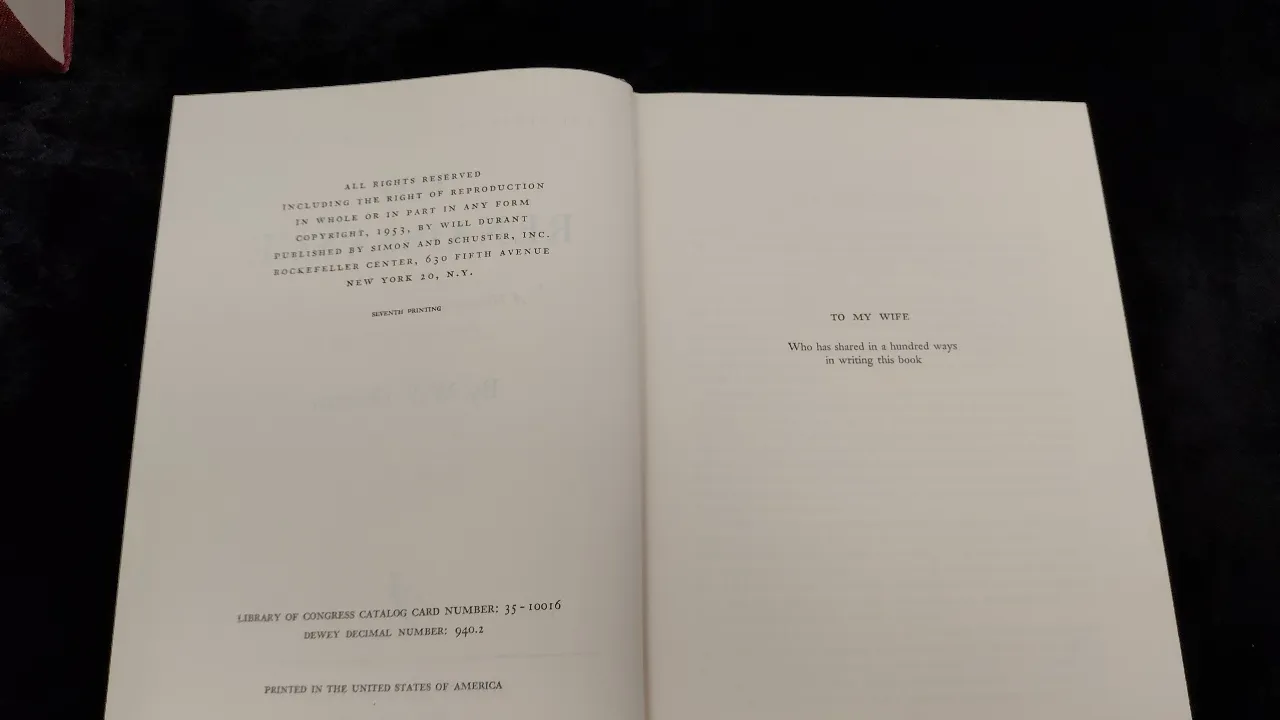 ALL RIGHTS RESERVED
INCLUDING THE RIGHT OF REPRODUCTION
IN WHOLE OR IN PART IN ANY FORM
COPYRIGHT, 1953, BY WILL DURANT
PUBLISHED BY SIMON AND SCHUSTER, INC.
ROCKEFELLER CENTER, 630 FIFTH AVENUE
NEW YORK 20, N.Y.
SEVENTH PRINTING
LIBRARY OF CONGRESS CATALOG CARD NUMBER: 35-10016
DEWEY DECIMAL NUMBER: 940.2
PRINTED IN THE UNITED STATES OF AMERICA
TO MY WIFE
Who has shared in a hundred ways
in writing this book